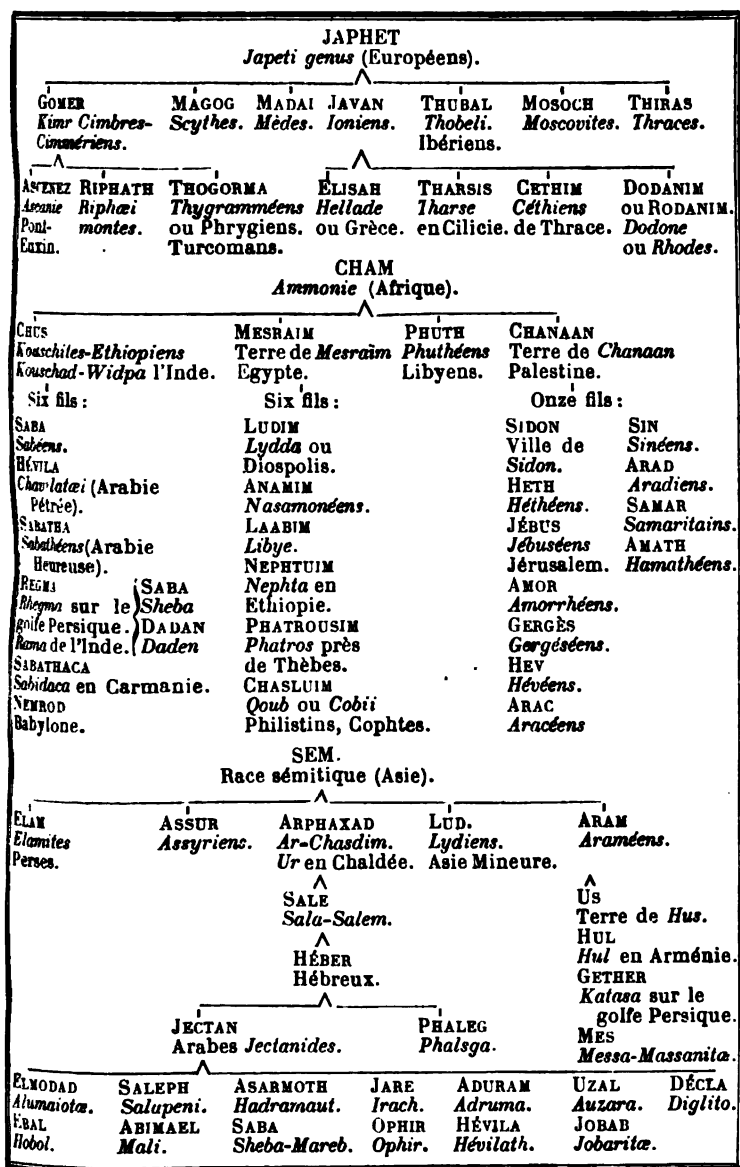 JAPHET
Japeti genus (Européens).
GOMER MAGOG MADAI JAVAN THUBAL MOSOCH THIRAS
Kimr Cimbres- Scythes. Mèdes. Ioniens. Thobeli. Moscovites. Thraces.
Cimmériens. Ibériens.
ASCENEZ RIPHATH THOGORMA ÉLISAH THARSIS CETHIM DODANIM
Ascanie Riphæi Thygramméens Hellade Tharse Céthiens ou RODANIM.
Pont- montes. ou Phrygiens. ou Grèce. en Cilicie. de Thrace. Dodone
Euxin. Turcomans. ou Rhodes.
CHAM
Ammonie (Afrique).
CHUS MESRAIM PHUTH CHANAAN
Kouschites-Ethiopiens Terre de Mesraïm Phuthéens Terre de Chanaan
Kouschad-Widpa l'Inde. Egypte. Libyens. Palestine.
Six fils : Six fils : Onze fils :
SABA LUDIM SIDON SIN
Sabéens. Lydda ou Ville de Sinéens.
HÉVILA Diospolis. Sidon. ARAD
Chavlatæi (Arabie ANAMIM HETH Aradiens.
Pétrée). Nasamonéens. Héthéens. SAMAR
SABATHA LAABIM JÉBUS Samaritains.
Sabathéens (Arabie Libye. Jébuséens AMATH
Heureuse). NEPHTUIM Jérusalem. Hamathéens.
REGMA SABA Nephta en AMOR
Rhegma sur le Sheba Ethiopie. Amorrhéens.
golfe Persique. DADAN PHATROUSIM GERGÈS
Rama de l'Inde. Daden Phatros près Gergéséens.
SABATHACA de Thèbes. HEV
Sabidaca en Carmanie. CHASLUIM Hévéens.
NEMROD Qoub ou Cobii ARAC
Babylone. Philistins, Cophtes. Aracéens
SEM.
Race sémitique (Asie).
ELAM ASSUR ARPHAXAD LUD. ARAM
Elamites Assyriens. Ar-Chasdim. Lydiens. Araméens.
Perses. Ur en Chaldée. Asie Mineure.
SALE US
Sala-Salem. Terre de Hus.
HUL
HÉBER Hul en Arménie.
Hébreux. GETHER
Katasa sur le
golfe Persique.
JECTAN PHALEG MES
Arabes Jectanides. Phalsga. Messa-Massanitæ.
ELMODAD SALEPH ASARMOTH JARE ADURAM UZAL DÉCLA
Alumaiotæ. Salupeni. Hadramaut. Irach. Adruma. Auzara. Diglito.
ÉBAL ABIMAEL SABA OPHIR HÉVILA JOBAB
Hobol. Mali. Sheba-Mareb. Ophir. Hévilath. Jobaritæ.